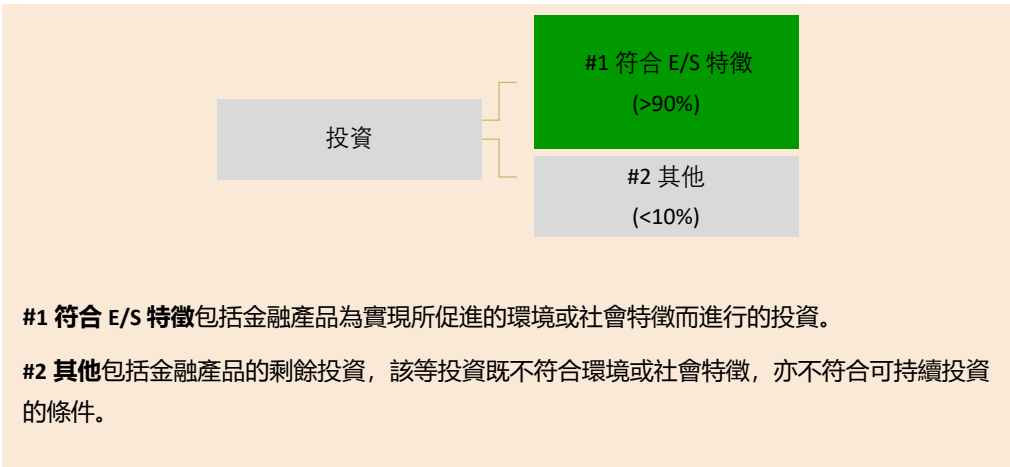 投資
#1 符合 E/S 特徵
(>90%)
#2 其他
(<10%)
#1 符合 E/S 特徵包括金融產品為實現所促進的環境或社會特徵而進行的投資。
#2 其他包括金融產品的剩餘投資，該等投資既不符合環境或社會特徵，亦不符合可持續投資
的條件。